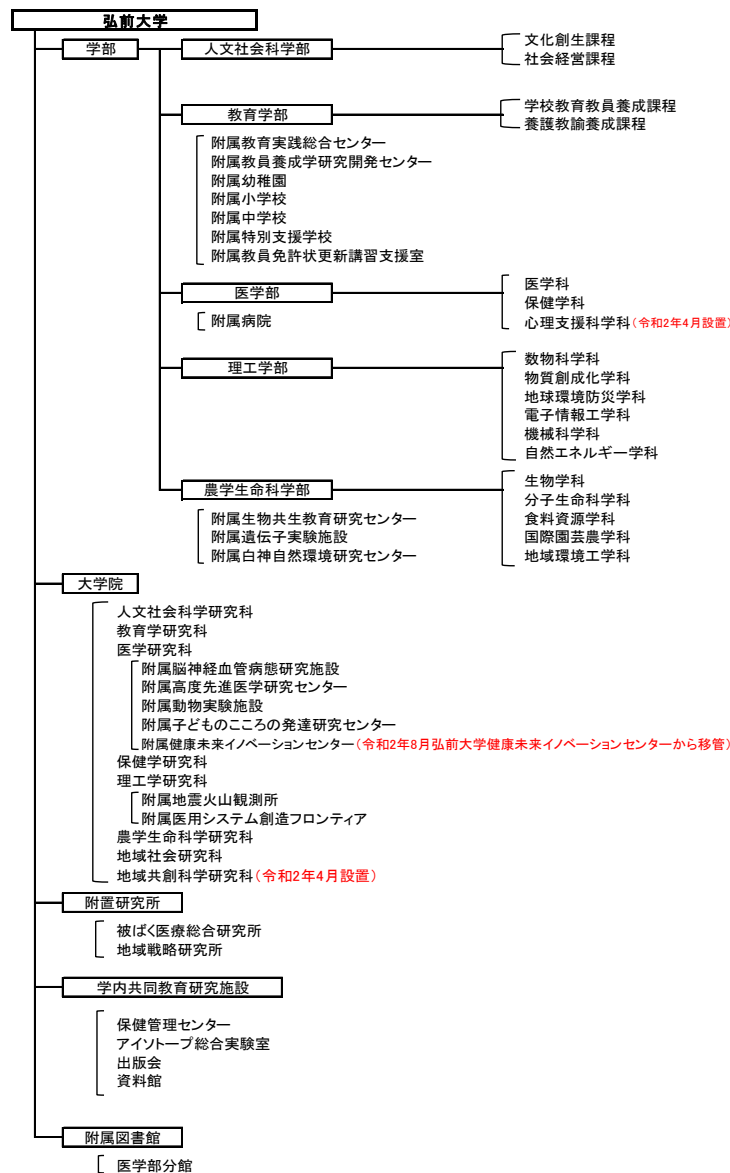 弘前大学
学部
人文社会科学部
文化創生課程
社会経営課程
教育学部
学校教育教員養成課程
養護教諭養成課程
附属教育実践総合センター
附属教員養成学研究開発センター
附属幼稚園
附属小学校
附属中学校
附属特別支援学校
附属教員免許状更新講習支援室
医学部
医学科
保健学科
心理支援科学科(令和2年4月設置)
附属病院
理工学部
数物科学科
物質創成化学科
地球環境防災学科
電子情報工学科
機械科学科
自然エネルギー学科
農学生命科学部
生物学科
分子生命科学科
食料資源学科
国際園芸農学科
地域環境工学科
附属生物共生教育研究センター
附属遺伝子実験施設
附属白神自然環境研究センター
大学院
人文社会科学研究科
教育学研究科
医学研究科
附属脳神経血管病態研究施設
附属高度先進医学研究センター
附属動物実験施設
附属子どものこころの発達研究センター
附属健康未来イノベーションセンター(令和2年8月弘前大学健康未来イノベーションセンターから移管)
保健学研究科
理工学研究科
附属地震火山観測所
附属医用システム創造フロンティア
農学生命科学研究科
地域社会研究科
地域共創科学研究科(令和2年4月設置)
附置研究所
被ばく医療総合研究所
地域戦略研究所
学内共同教育研究施設
保健管理センター
アイソトープ総合実験室
出版会
資料館
附属図書館
医学部分館